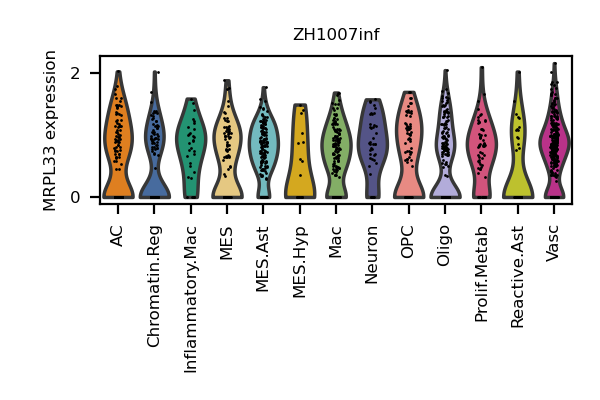 ZH1007inf
MRPL33 expression
2
0
AC
Chromatin.Reg
Inflammatory.Mac
MES
MES.Ast
MES.Hyp
Mac
Neuron
OPC
Oligo
Prolif.Metab
Reactive.Ast
Vasc